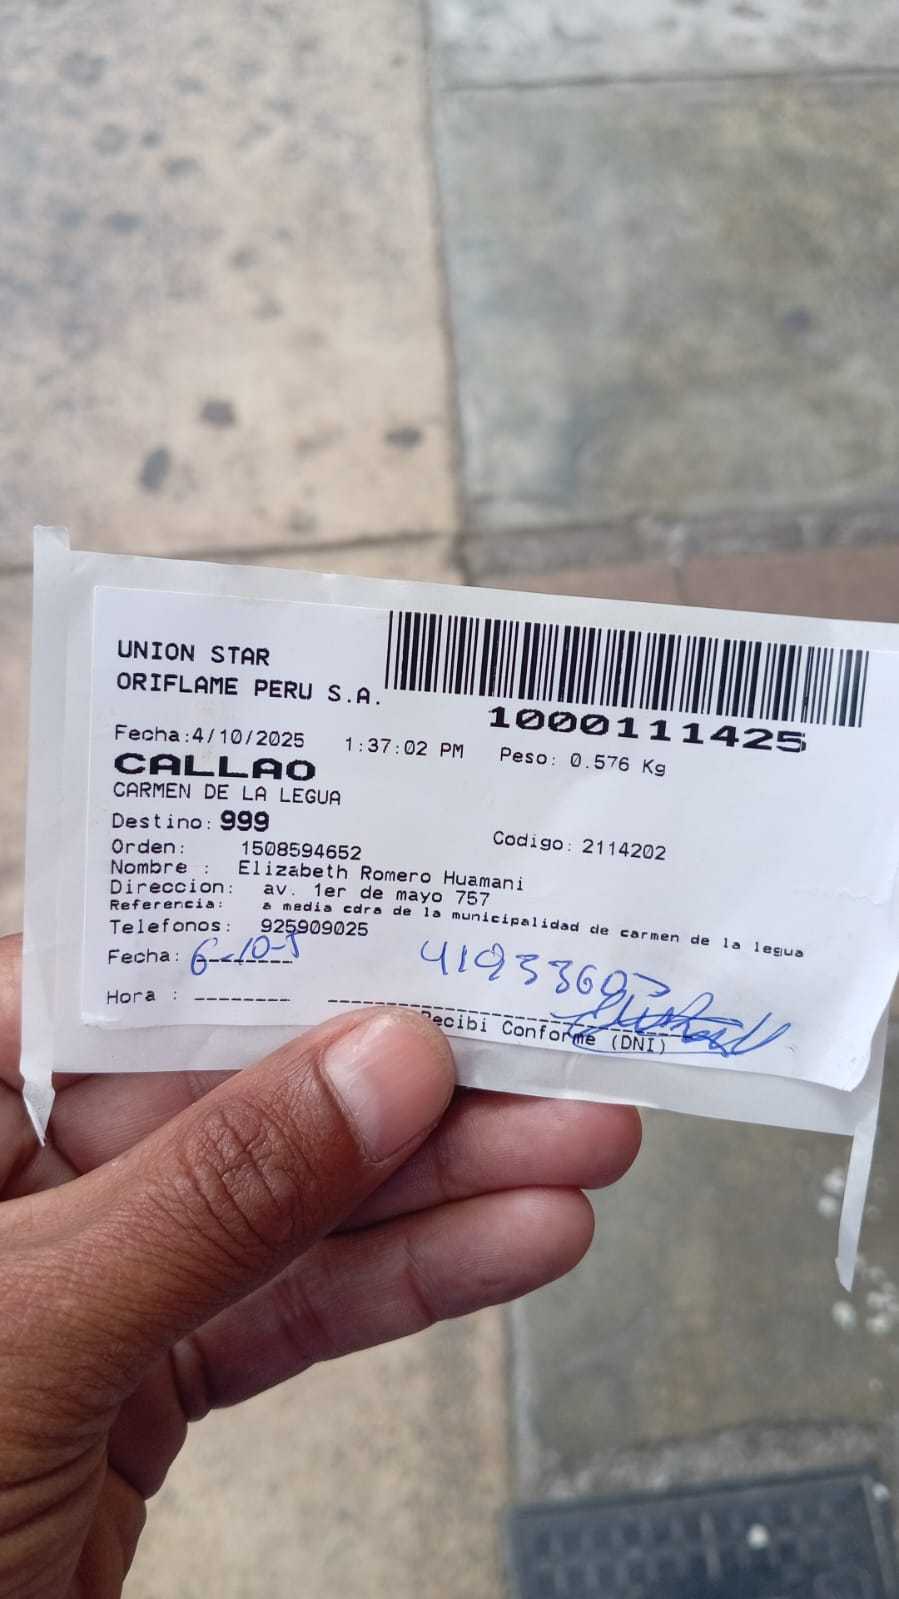 UNION STAR
ORIFLAME PERU S.A.
1000111425
Fecha:4/10/2025 1:37:02 PM Peso: 0.576 Kg
CALLAO
CARMEN DE LA LEGUA
Destino: 999 Codigo: 2114202
Orden: 1508594652
Nombre : Elizabeth Romero Huamani
Direccion: av. 1er de mayo 757
Referencia: a media cdra de la municipalidad de carmen de la legua
Telefonos: 925909025
Fecha: 6-10-5 41933603
Hora :
Recibi Conforme (DNI)